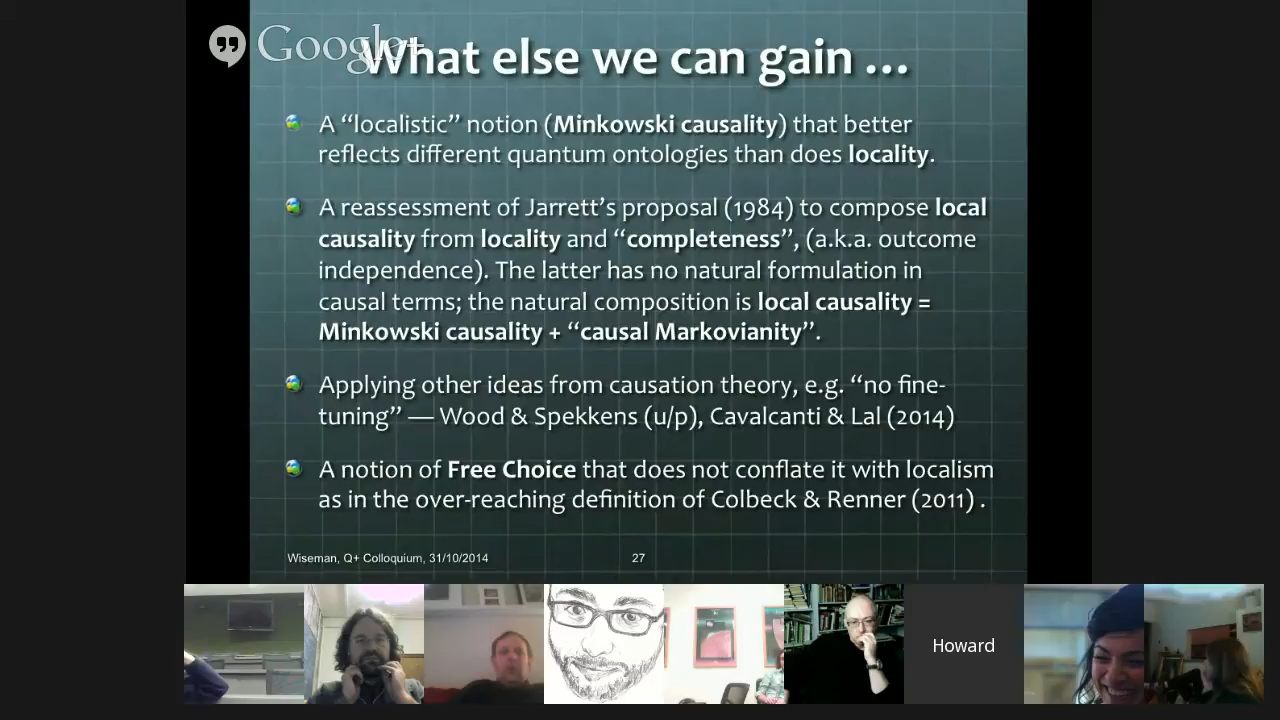 Google+
What else we can gain ...
A “localistic” notion (Minkowski causality) that better
reflects different quantum ontologies than does locality.
A reassessment of Jarrett’s proposal (1984) to compose local
causality from locality and “completeness”, (a.k.a. outcome
independence). The latter has no natural formulation in
causal terms; the natural composition is local causality =
Minkowski causality + “causal Markovianity”.
Applying other ideas from causation theory, e.g. “no fine-
tuning” — Wood & Spekkens (u/p), Cavalcanti & Lal (2014)
A notion of Free Choice that does not conflate it with localism
as in the over-reaching definition of Colbeck & Renner (2011) .
Wiseman, Q+ Colloquium, 31/10/2014 27
Howard